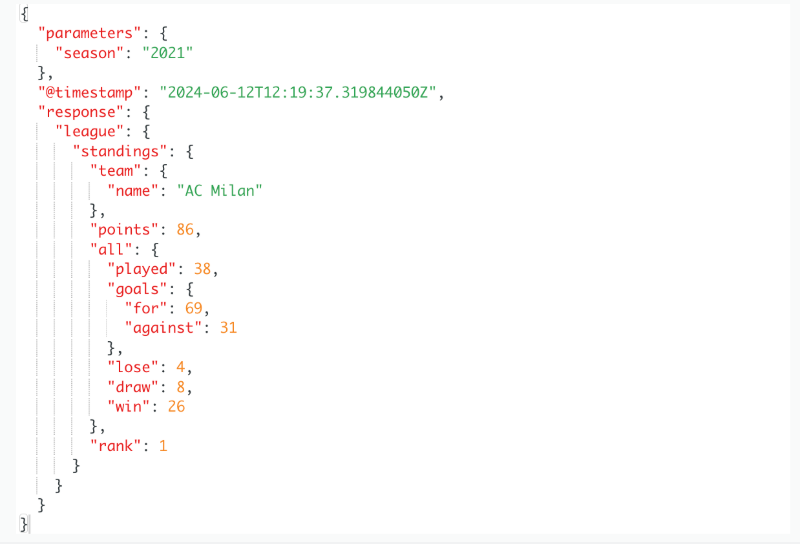 {
  "parameters": {
    "season": "2021"
  },
  "@timestamp": "2024-06-12T12:19:37.319844050Z",
  "response": {
    "league": {
      "standings": {
        "team": {
          "name": "AC Milan"
        },
        "points": 86,
        "all": {
          "played": 38,
          "goals": {
            "for": 69,
            "against": 31
          },
          "lose": 4,
          "draw": 8,
          "win": 26
        },
        "rank": 1
      }
    }
  }
}